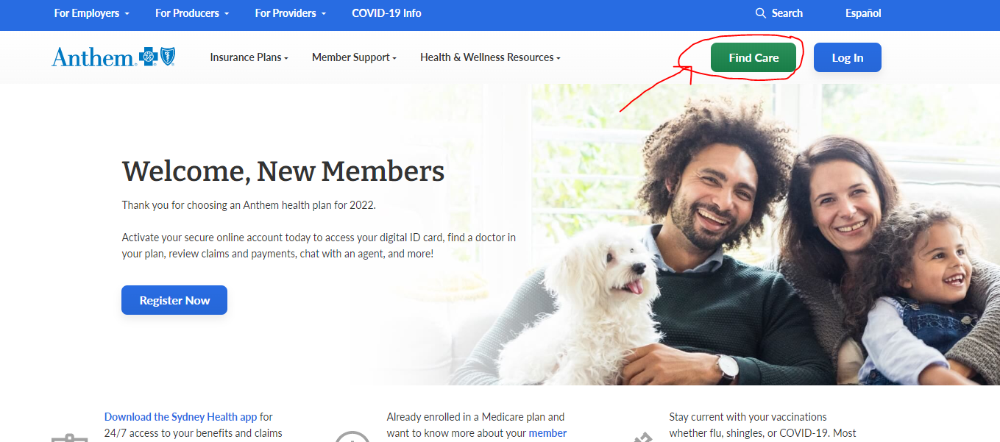 For Employers For Producers For Providers COVID-19 Info Search Español
Anthem Insurance Plans Member Support Health & Wellness Resources Find Care Log In
Welcome, New Members
Thank you for choosing an Anthem health plan for 2022.
Activate your secure online account today to access your digital ID card, find a doctor in
your plan, review claims and payments, chat with an agent, and more!
Register Now
Download the Sydney Health app for
24/7 access to your benefits and claims
Already enrolled in a Medicare plan and
want to know more about your member
Stay current with your vaccinations
whether flu, shingles, or COVID-19. Most